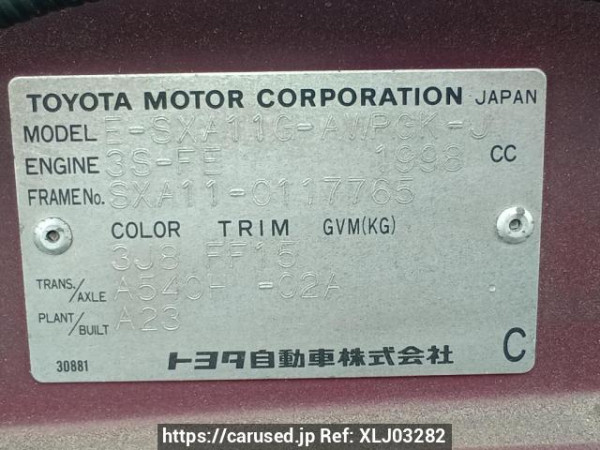 TOYOTA MOTOR CORPORATION JAPAN
MODEL E-SXA11G-AWPGK-J
ENGINE 3S-FE 1998 CC
FRAME No. SXA11-0117765
COLOR TRIM GVM(KG)
3J8 FF15
TRANS./AXLE A540H -02A
PLANT/BUILT A23
30881 トヨタ自動車株式会社 C
https://carused.jp Ref: XLJ03282